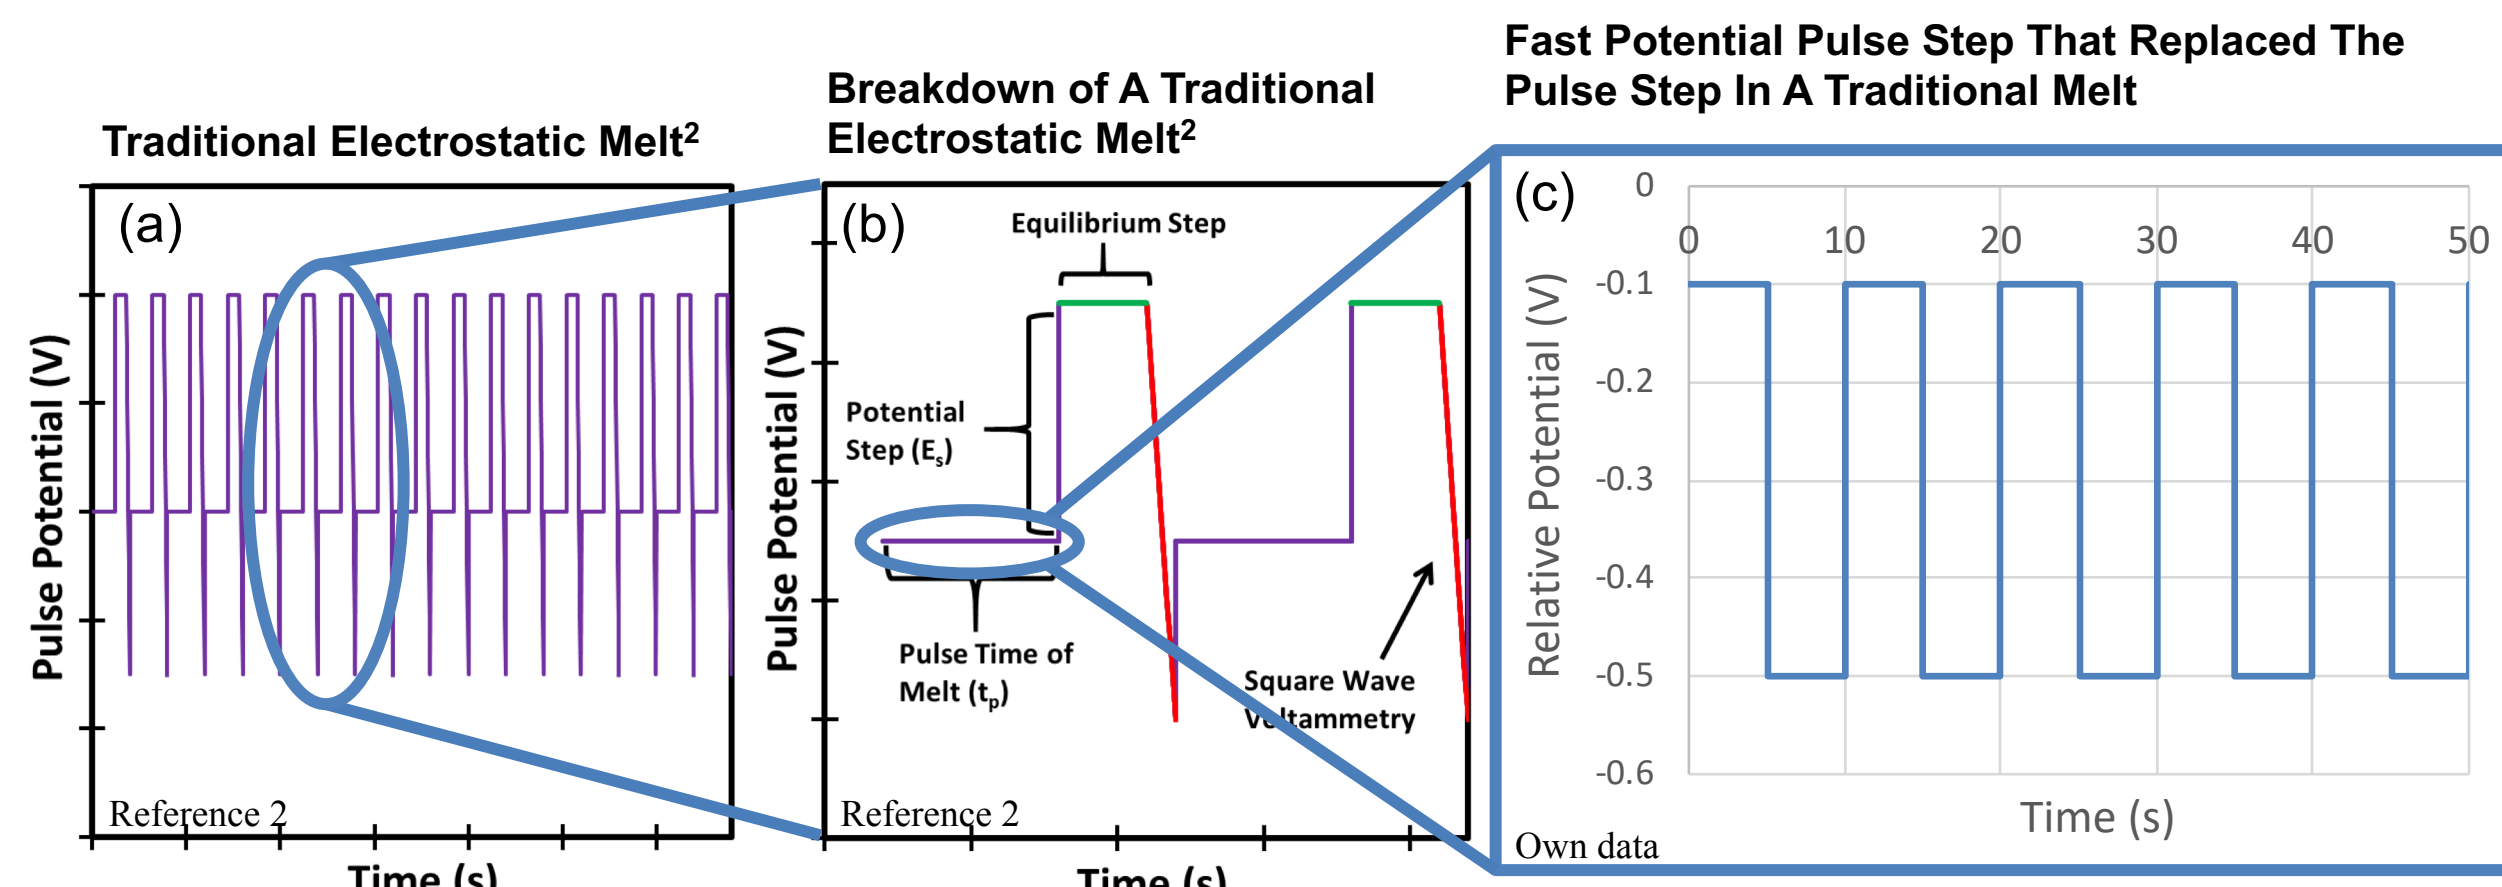 Traditional Electrostatic Melt2
(a)
Pulse Potential (V)
Reference 2
Time (s)
Breakdown of A Traditional
Electrostatic Melt2
(b)
Equilibrium Step
Potential
Step (Es)
Pulse Potential (V)
Pulse Time of
Melt (tp)
Square Wave
Voltammetry
Reference 2
Time (s)
Fast Potential Pulse Step That Replaced The
Pulse Step In A Traditional Melt
(c)
0
0 10 20 30 40 50
-0.1
-0.2
-0.3
-0.4
-0.5
-0.6
Relative Potential (V)
Time (s)
Own data